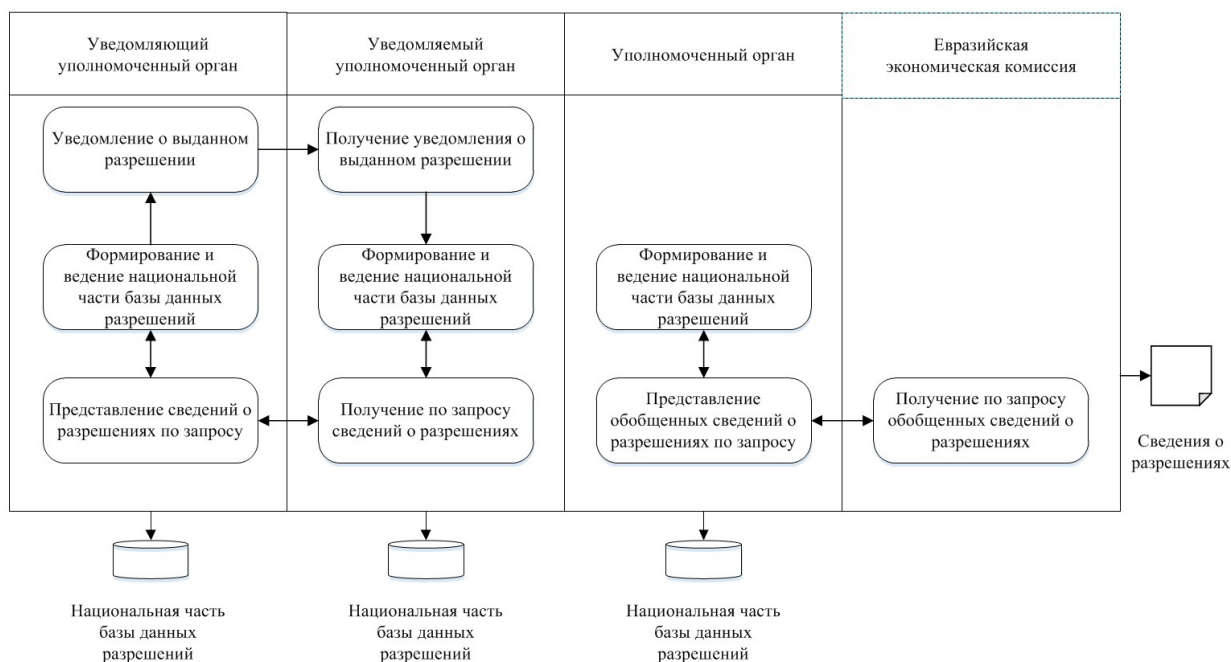 Уведомляющий
уполномоченный орган
Уведомляемый
уполномоченный орган
Уполномоченный орган
Евразийская
экономическая комиссия
Уведомление о выданном
разрешении
Получение уведомления о
выданном разрешении
Формирование и
ведение национальной
части базы данных
разрешений
Формирование и
ведение национальной
части базы данных
разрешений
Формирование и
ведение национальной
части базы данных
разрешений
Представление сведений о
разрешениях по запросу
Получение по запросу
сведений о разрешениях
Представление
обобщенных сведений о
разрешениях по запросу
Получение по запросу
обобщенных сведений о
разрешениях
Сведения о
разрешениях
Национальная часть
базы данных
разрешений
Национальная часть
базы данных
разрешений
Национальная часть
базы данных
разрешений